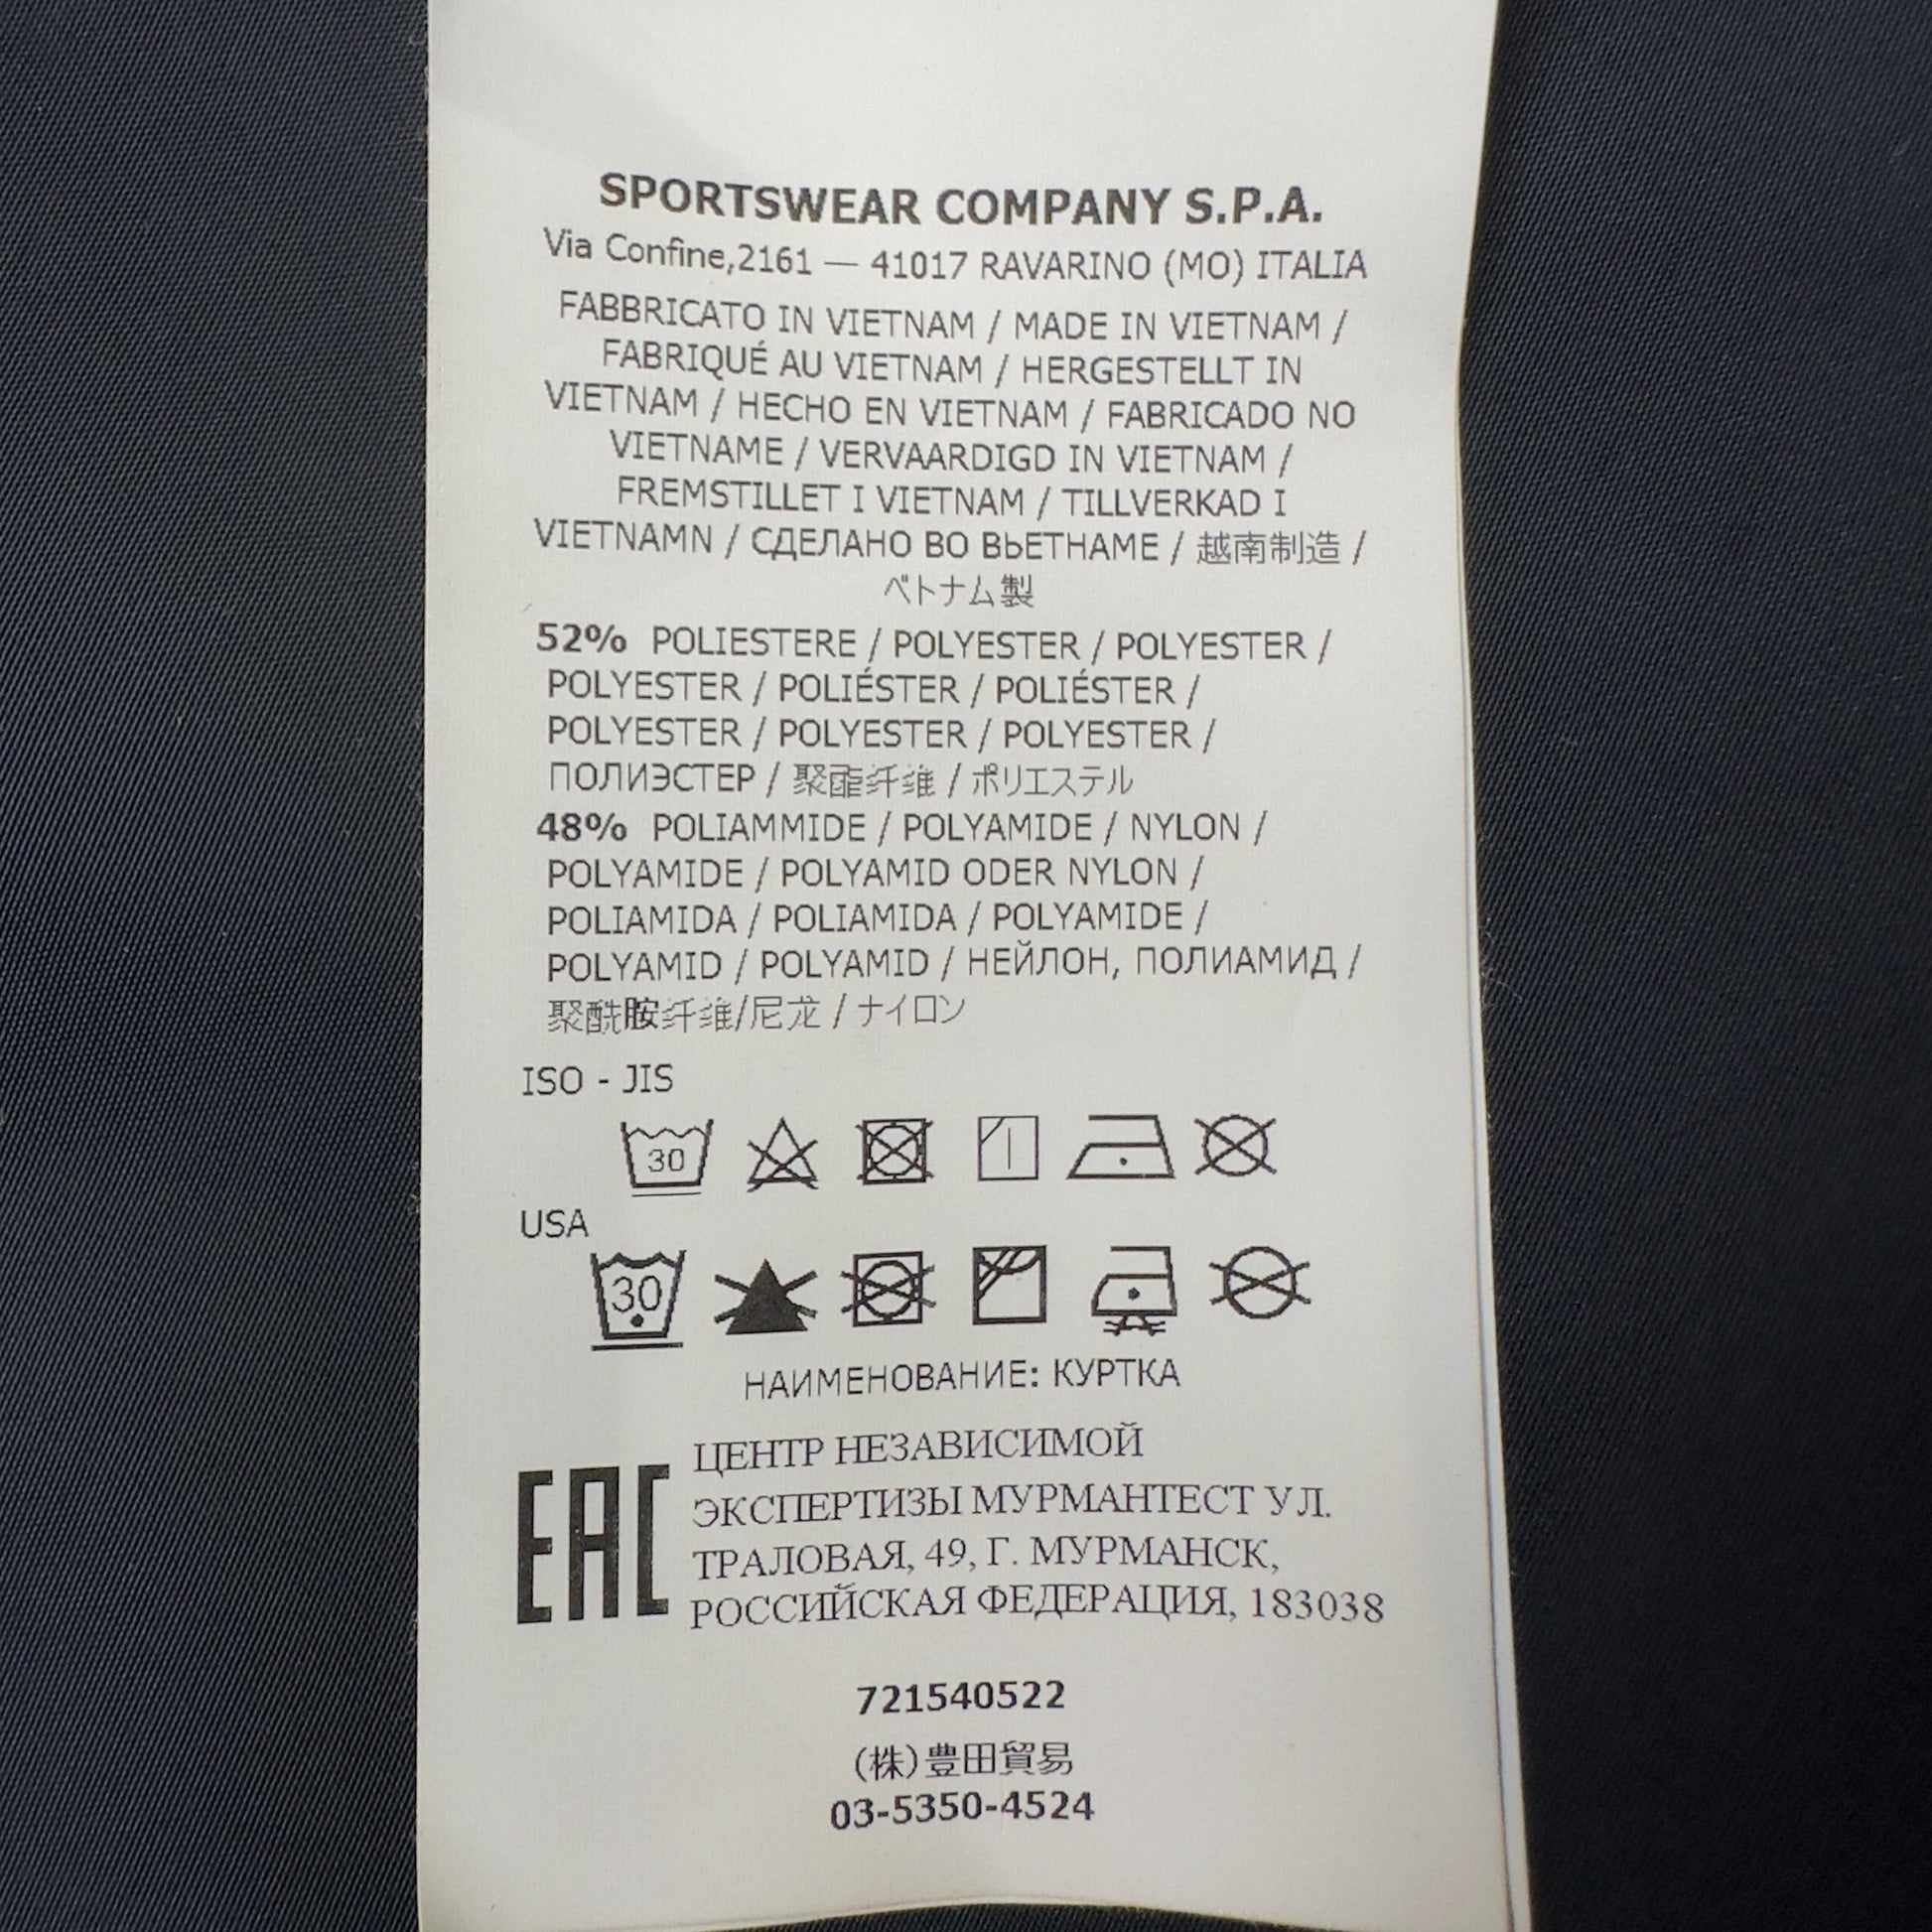 SPORTSWEAR COMPANY S.P.A.
Via Confine,2161 — 41017 RAVARINO (MO) ITALIA
FABBRICATO IN VIETNAM / MADE IN VIETNAM /
FABRIQUÉ AU VIETNAM / HERGESTELLT IN
VIETNAM / HECHO EN VIETNAM / FABRICADO NO
VIETNAME / VERVAARDIGD IN VIETNAM /
FREMSTILLET I VIETNAM / TILLVERKAD I
VIETNAMN / СДЕЛАНО ВО ВЬЕТНАМЕ / 越南制造 /
ベトナム製
52% POLIESTERE / POLYESTER / POLYESTER /
POLYESTER / POLIÉSTER / POLIÉSTER /
POLYESTER / POLYESTER / POLYESTER /
ПОЛИЭСТЕР / 聚酯纤维 / ポリエステル
48% POLIAMMIDE / POLYAMIDE / NYLON /
POLYAMIDE / POLYAMID ODER NYLON /
POLIAMIDA / POLIAMIDA / POLYAMIDE /
POLYAMID / POLYAMID / НЕЙЛОН, ПОЛИАМИД /
聚酰胺纤维/尼龙 / ナイロン
ISO - JIS
30
USA
30
НАИМЕНОВАНИЕ: КУРТКА
EAC
ЦЕНТР НЕЗАВИСИМОЙ
ЭКСПЕРТИЗЫ МУРМАНТЕСТ УЛ.
ТРАЛОВАЯ, 49, Г. МУРМАНСК,
РОССИЙСКАЯ ФЕДЕРАЦИЯ, 183038
721540522
(株)豊田貿易
03-5350-4524